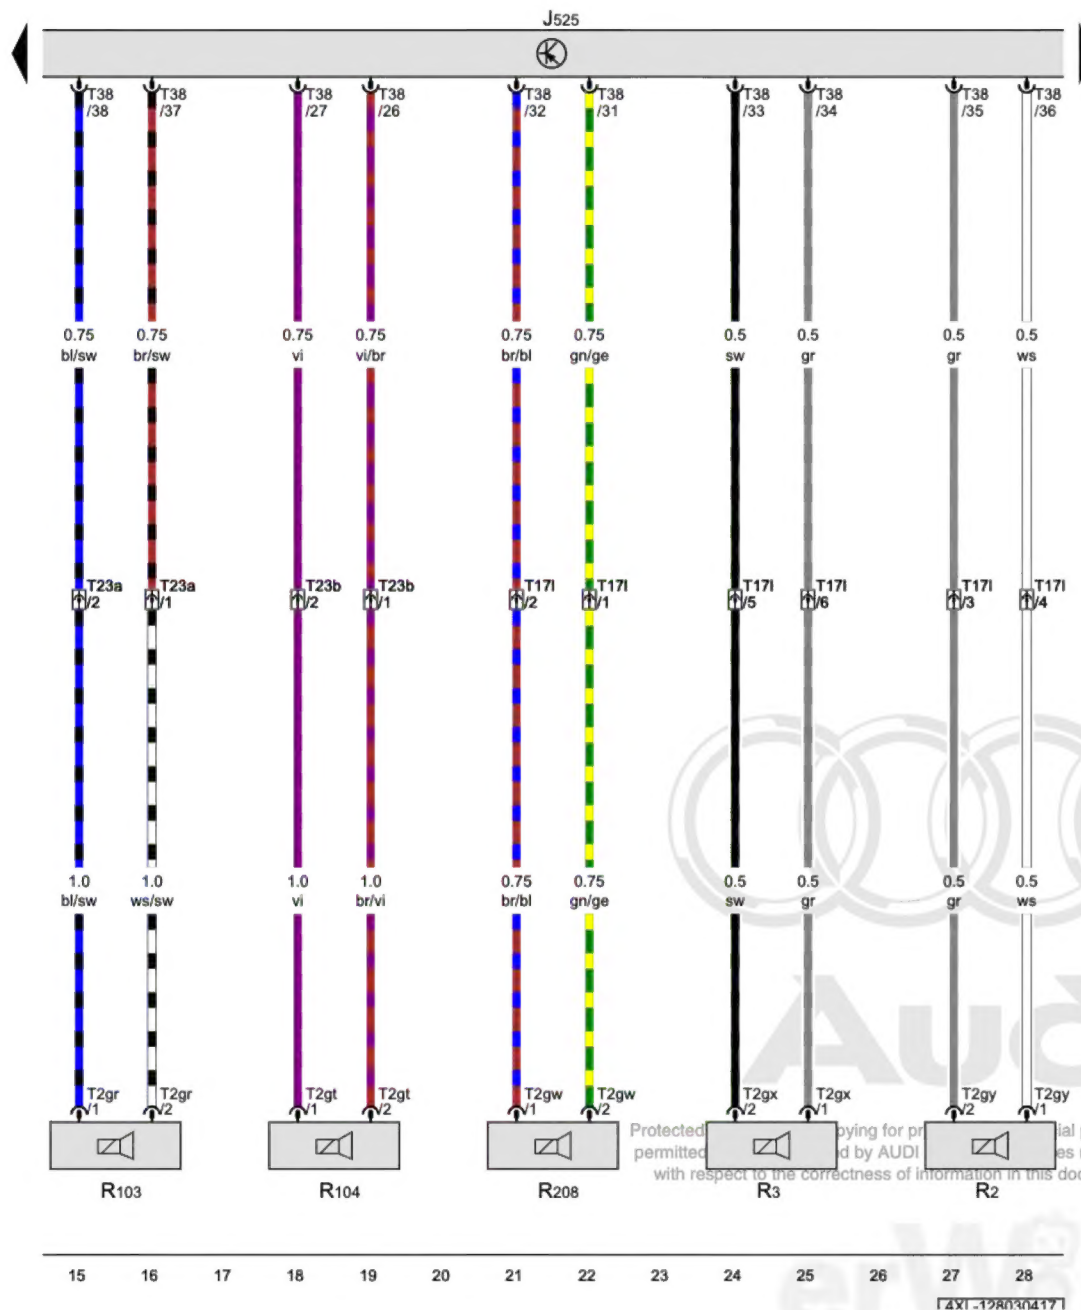 J525
T38 T38 T38 T38 T38 T38 T38 T38 T38 T38
/38 /37 /27 /26 /32 /31 /33 /34 /35 /36
0.75 0.75 0.75 0.75 0.75 0.75 0.5 0.5 0.5 0.5
bl/sw br/sw vi vi/br br/bl gn/ge sw gr gr ws
T23a T23a T23b T23b T17l T17l T17l T17l T17l T17l
/2 /1 /2 /1 /2 /1 /5 /6 /3 /4
1.0 1.0 1.0 1.0 0.75 0.75 0.5 0.5 0.5 0.5
bl/sw ws/sw vi br/vi br/bl gn/ge sw gr gr ws
Audi
T2gr T2gr T2gt T2gt T2gw T2gw T2gx T2gx T2gy T2gy
/1 /2 /1 /2 /1 /2 /2 /1 /2 /1
Protected pying for pr ial p
permitted d by AUDI es
with respect to the correctness of information in this doc
R103 R104 R208 R3 R2
15 16 17 18 19 20 21 22 23 24 25 26 27 28
4XL-128030417